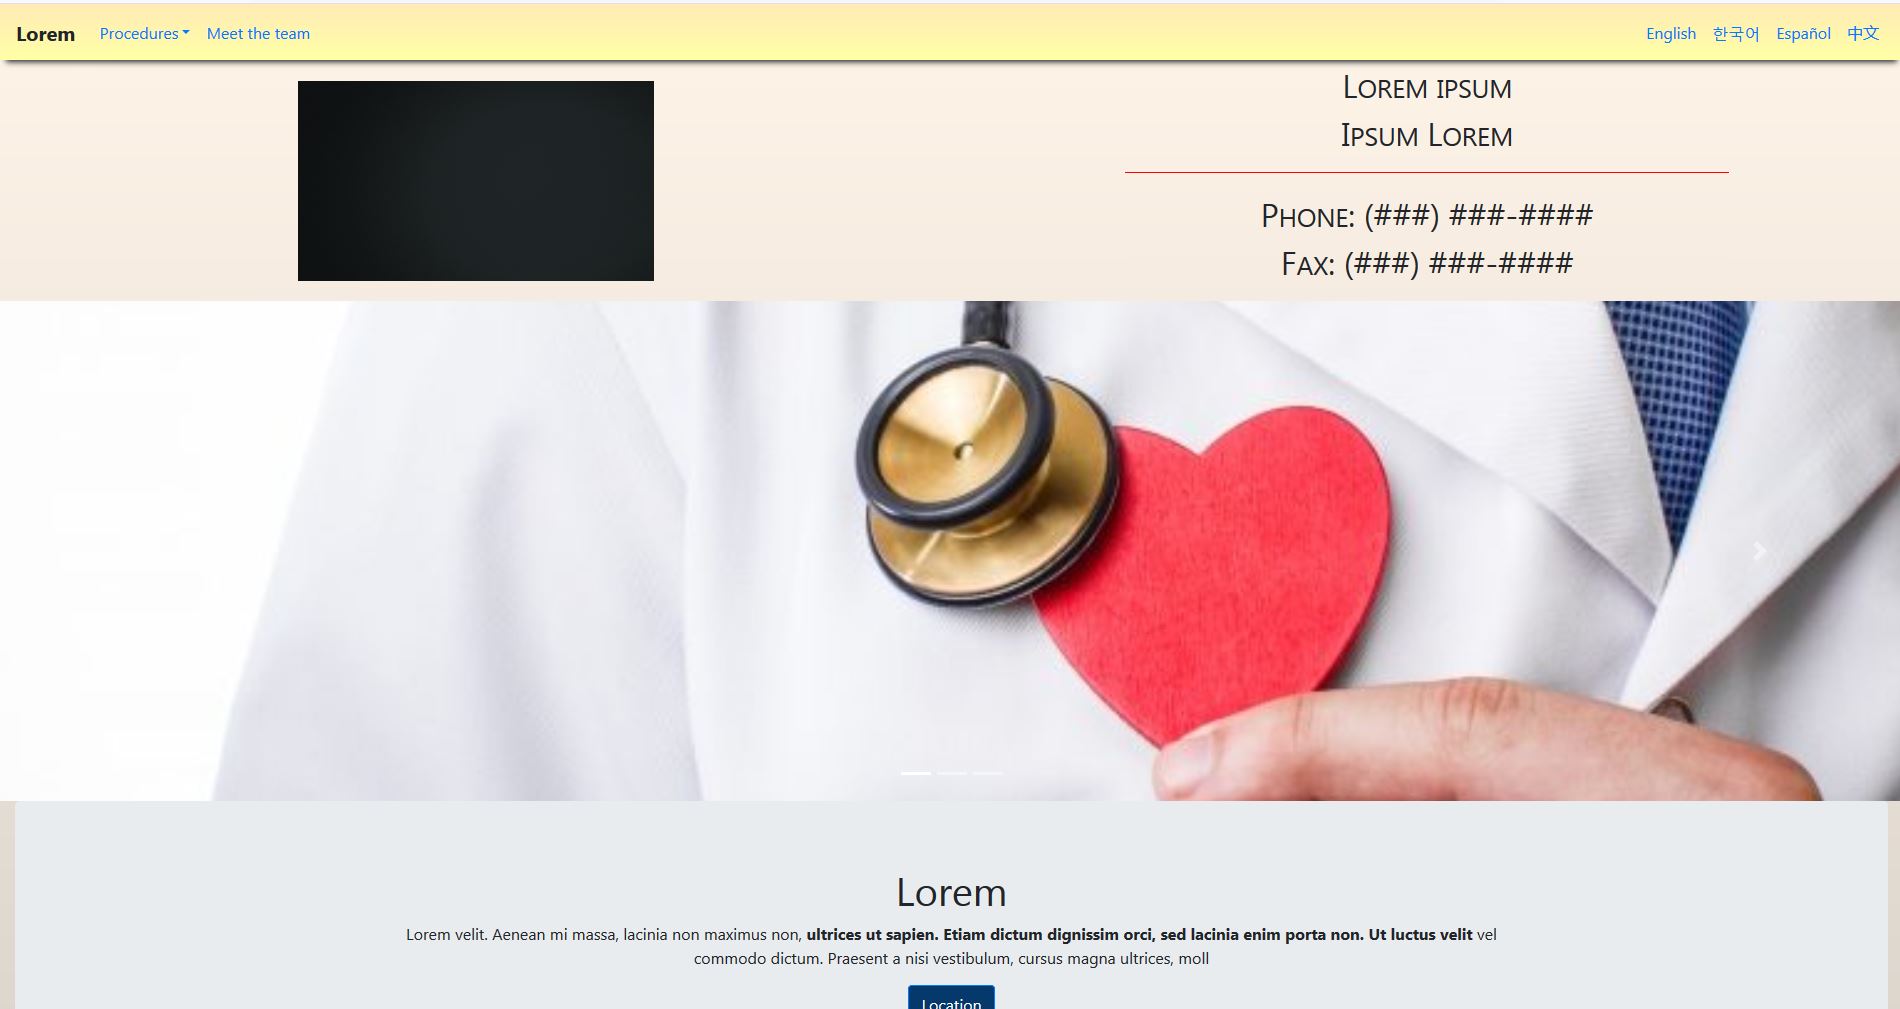 Lorem Procedures Meet the team English 한국어 Español 中文
Lorem ipsum
Ipsum Lorem
Phone: (###) ###-####
Fax: (###) ###-####
Lorem
Lorem velit. Aenean mi massa, lacinia non maximus non, ultrices ut sapien. Etiam dictum dignissim orci, sed lacinia enim porta non. Ut luctus velit vel
commodo dictum. Praesent a nisi vestibulum, cursus magna ultrices, moll
Location